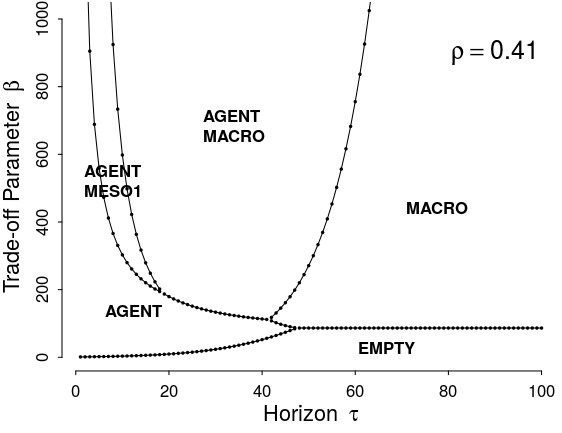 ρ = 0.41
AGENT
MACRO
AGENT
MESO1
MACRO
AGENT
EMPTY
Trade-off Parameter β
0
200
400
600
800
1000
0
20
40
60
80
100
Horizon τ